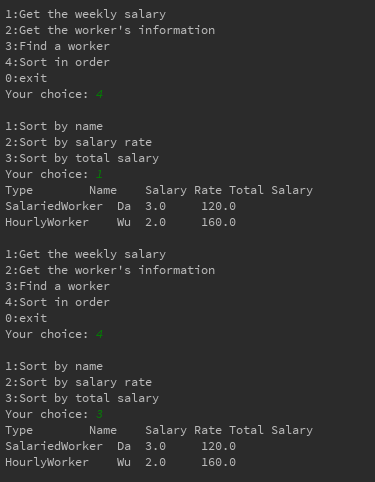 1:Get the weekly salary
2:Get the worker's information
3:Find a worker
4:Sort in order
0:exit
Your choice: 4
1:Sort by name
2:Sort by salary rate
3:Sort by total salary
Your choice: 1
Type        Name    Salary Rate Total Salary
SalariedWorker  Da  3.0     120.0
HourlyWorker    Wu  2.0     160.0
1:Get the weekly salary
2:Get the worker's information
3:Find a worker
4:Sort in order
0:exit
Your choice: 4
1:Sort by name
2:Sort by salary rate
3:Sort by total salary
Your choice: 3
Type        Name    Salary Rate Total Salary
SalariedWorker  Da  3.0     120.0
HourlyWorker    Wu  2.0     160.0